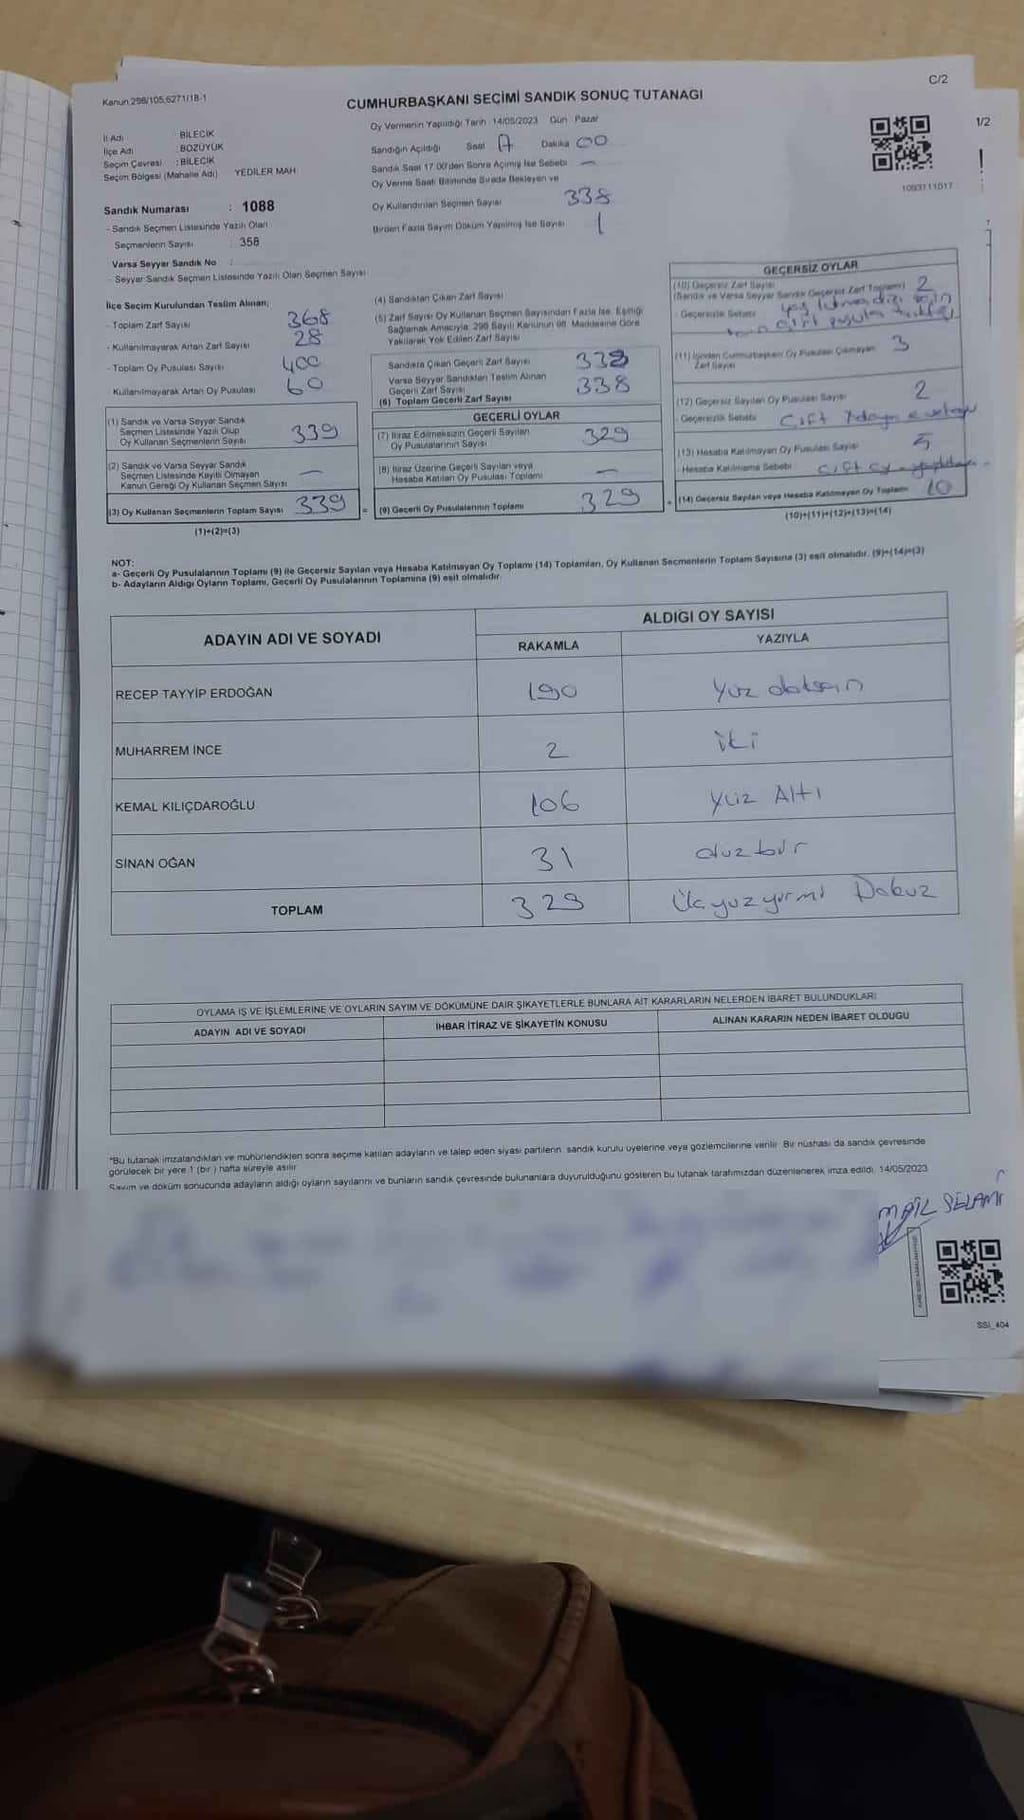 C/2
Kanun 298/105,6271/18-1
CUMHURBAŞKANI SEÇİMİ SANDIK SONUÇ TUTANAĞI
1/2
Oy Vermenin Yapıldığı Tarih 14/05/2023 Gün Pazar
İl Adı : BİLECİK
İlçe Adı : BOZÜYÜK
Seçim Çevresi : BİLECİK
Seçim Bölgesi (Mahalle Adı) YEDİLER MAH
Sandık Numarası : 1088
- Sandık Seçmen Listesinde Yazılı Olan
Seçmenlerin Sayısı : 358
Varsa Seyyar Sandık No :
- Seyyar Sandık Seçmen Listesinde Yazılı Olan Seçmen Sayısı
Sandığın Açıldığı Saat Dakika 00
Sandık Saat 17.00'den Sonra Açılmış İse Sebebi —
Oy Verme Saati Bitiminde Sırada Bekleyen ve
Oy Kullandırılan Seçmen Sayısı 338
Birden Fazla Sayım Döküm Yapılmış İse Sayısı 1
İlçe Seçim Kurulundan Teslim Alınan;
- Toplam Zarf Sayısı 368
- Kullanılmayarak Artan Zarf Sayısı 28
- Toplam Oy Pusulası Sayısı 400
- Kullanılmayarak Artan Oy Pusulası 60
(1) Sandık ve Varsa Seyyar Sandık
Seçmen Listesinde Yazılı Olup
Oy Kullanan Seçmenlerin Sayısı 339
(2) Sandık ve Varsa Seyyar Sandık
Seçmen Listesinde Kayıtlı Olmayan
Kanun Gereği Oy Kullanan Seçmen Sayısı —
(3) Oy Kullanan Seçmenlerin Toplam Sayısı 339
(1)+(2)=(3)
=
(4) Sandıktan Çıkan Zarf Sayısı
(5) Zarf Sayısı Oy Kullanan Seçmen Sayısından Fazla İse, Eşitliği
Sağlamak Amacıyla, 298 Sayılı Kanunun 98. Maddesine Göre
Yakılarak Yok Edilen Zarf Sayısı
Sandıkta Çıkan Geçerli Zarf Sayısı 338
Varsa Seyyar Sandıktan Teslim Alınan
Geçerli Zarf Sayısı 338
(6) Toplam Geçerli Zarf Sayısı
GEÇERLİ OYLAR
(7) İtiraz Edilmeksizin Geçerli Sayılan
Oy Pusulalarının Sayısı 329
(8) İtiraz Üzerine Geçerli Sayılan veya
Hesaba Katılan Oy Pusulası Toplamı —
(9) Geçerli Oy Pusulalarının Toplamı 329
+
GEÇERSİZ OYLAR
(10) Geçersiz Zarf Sayısı
(Sandık ve Varsa Seyyar Sandık Geçersiz Zarf Toplamı) 2
- Geçersizlik Sebebi
çift pusula
(11) İçinden Cumhurbaşkanı Oy Pusulası Çıkmayan
Zarf Sayısı 3
(12) Geçersiz Sayılan Oy Pusulası Sayısı 2
- Geçersizlik Sebebi Çift Adaya
(13) Hesaba Katılmayan Oy Pusulası Sayısı 5
- Hesaba Katılmama Sebebi çift oy
(14) Geçersiz Sayılan veya Hesaba Katılmayan Oy Toplamı 10
(10)+(11)+(12)+(13)=(14)
NOT:
a- Geçerli Oy Pusulalarının Toplamı (9) ile Geçersiz Sayılan veya Hesaba Katılmayan Oy Toplamı (14) Toplamları, Oy Kullanan Seçmenlerin Toplam Sayısına (3) eşit olmalıdır. (9)+(14)=(3)
b- Adayların Aldığı Oyların Toplamı, Geçerli Oy Pusulalarının Toplamına (9) eşit olmalıdır.
ADAYIN ADI VE SOYADI ALDIĞI OY SAYISI
RAKAMLA YAZIYLA
RECEP TAYYİP ERDOĞAN 190 Yüz doksan
MUHARREM İNCE 2 iki
KEMAL KILIÇDAROĞLU 106 Yüz Altı
SİNAN OĞAN 31 otuz bir
TOPLAM 329 Üçyüzyirmi Dokuz
OYLAMA İŞ VE İŞLEMLERİNE VE OYLARIN SAYIM VE DÖKÜMÜNE DAİR ŞİKAYETLERLE BUNLARA AİT KARARLARIN NELERDEN İBARET BULUNDUKLARI
ADAYIN ADI VE SOYADI İHBAR İTİRAZ VE ŞİKAYETİN KONUSU ALINAN KARARIN NEDEN İBARET OLDUĞU
*Bu tutanak imzalandıktan ve mühürlendikten sonra seçime katılan adayların ve talep eden siyasi partilerin, sandık kurulu üyelerine veya gözlemcilerine verilir. Bir nüshası da sandık çevresinde
görülecek bir yere 1 (bir) hafta süreyle asılır.
Sayım ve döküm sonucunda adayların aldığı oyların sayılarını ve bunların sandık çevresinde bulunanlara duyurulduğunu gösteren bu tutanak tarafımızdan düzenlenerek imza edildi. 14/05/2023
SELAMİ
SSI_404